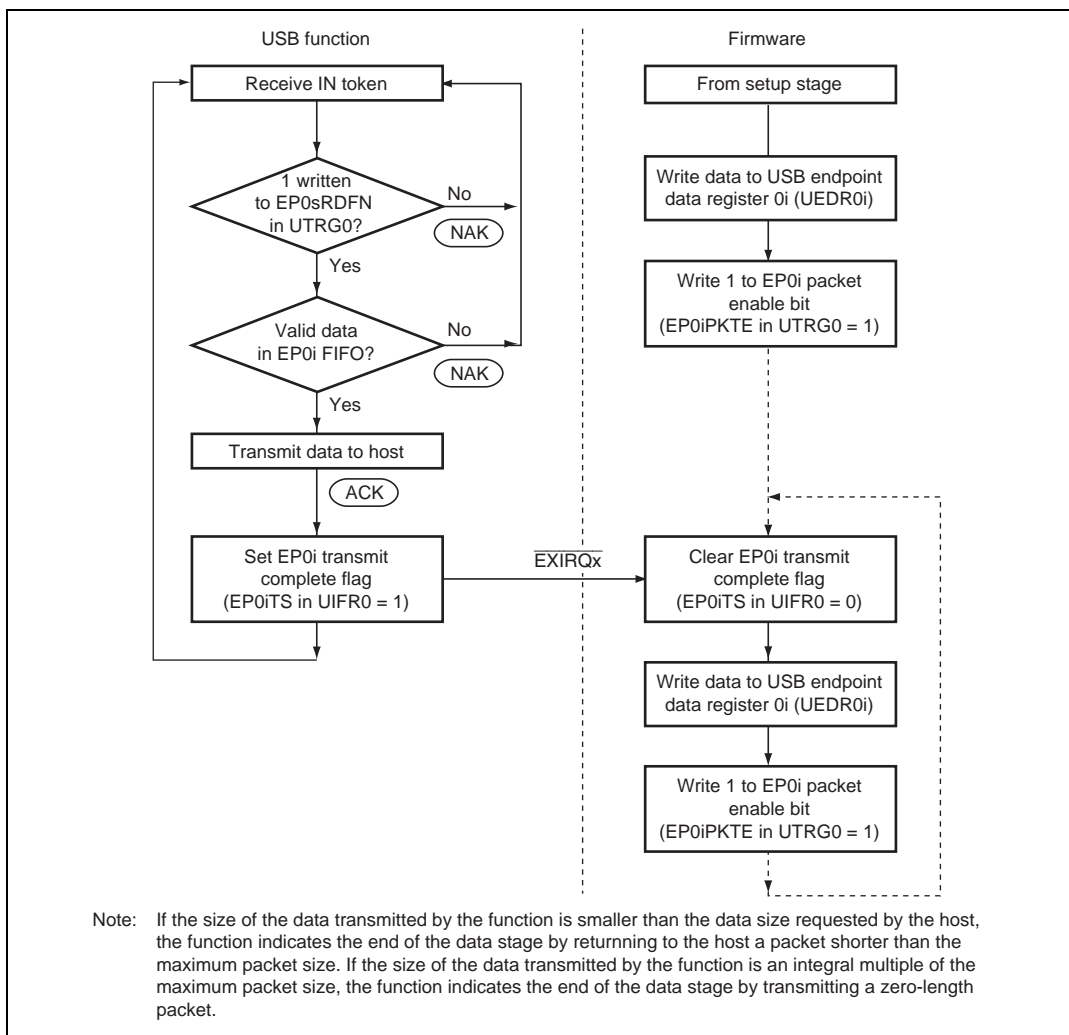 USB function
Receive IN token
1 written
to EP0sRDFN
in UTRG0?
No
NAK
Yes
Valid data
in EP0i FIFO?
No
NAK
Yes
Transmit data to host
ACK
Set EP0i transmit
complete flag
(EP0iTS in UIFR0 = 1)
EXIRQx
Firmware
From setup stage
Write data to USB endpoint
data register 0i (UEDR0i)
Write 1 to EP0i packet
enable bit
(EP0iPKTE in UTRG0 = 1)
Clear EP0i transmit
complete flag
(EP0iTS in UIFR0 = 0)
Write data to USB endpoint
data register 0i (UEDR0i)
Write 1 to EP0i packet
enable bit
(EP0iPKTE in UTRG0 = 1)
Note: If the size of the data transmitted by the function is smaller than the data size requested by the host,
the function indicates the end of the data stage by returnning to the host a packet shorter than the
maximum packet size. If the size of the data transmitted by the function is an integral multiple of the
maximum packet size, the function indicates the end of the data stage by transmitting a zero-length
packet.